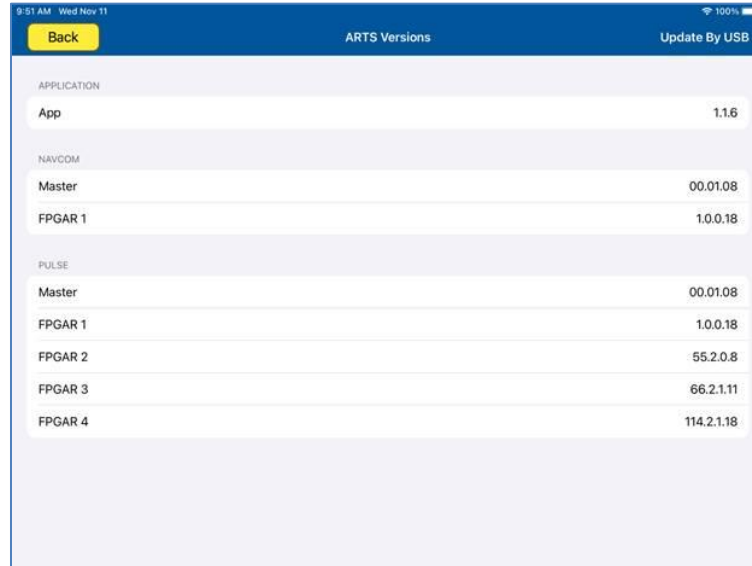 9:51 AM Wed Nov 11 100%
Back ARTS Versions Update By USB
APPLICATION
App 1.1.6
NAVCOM
Master 00.01.08
FPGAR 1 1.0.0.18
PULSE
Master 00.01.08
FPGAR 1 1.0.0.18
FPGAR 2 55.2.0.8
FPGAR 3 66.2.1.11
FPGAR 4 114.2.1.18